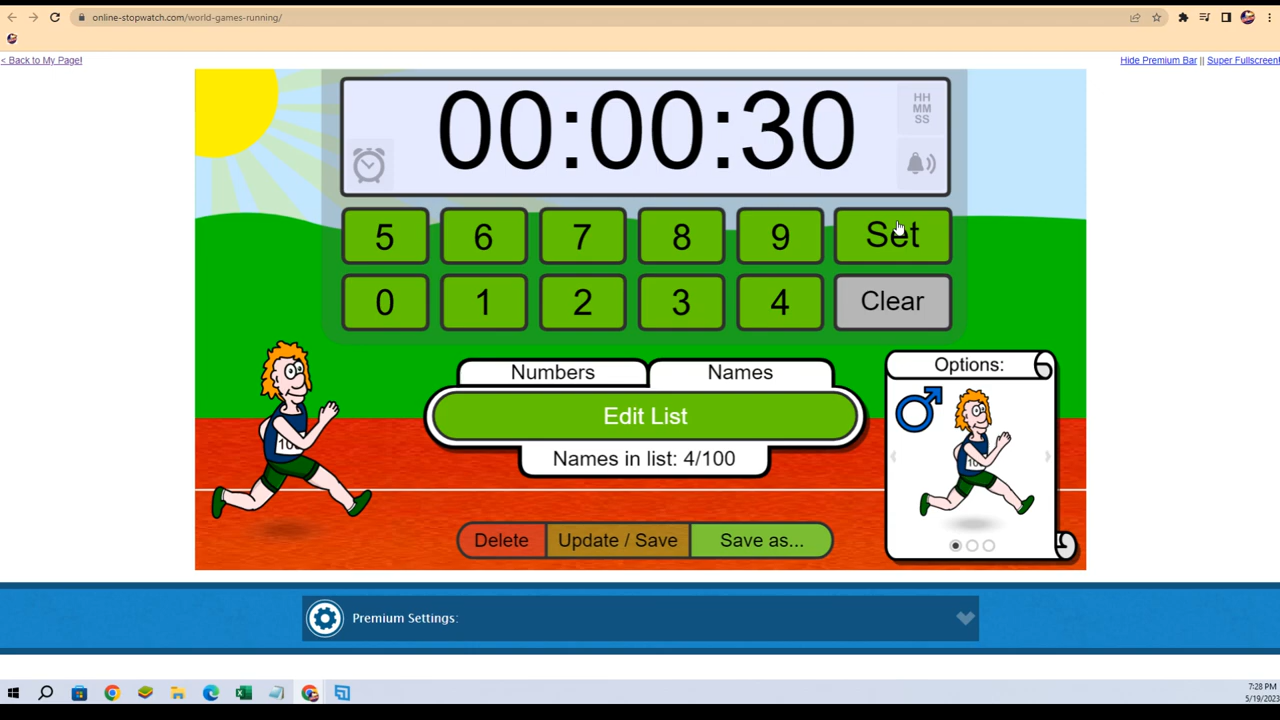 online-stopwatch.com/world-games-running/
< Back to My Page!
Hide Premium Bar || Super Fullscreen!
00:00:30
HH
MM
SS
5 6 7 8 9 Set
0 1 2 3 4 Clear
Numbers Names
Edit List
Names in list: 4/100
Options:
10
10
Delete Update / Save Save as...
Premium Settings:
7:28 PM
5/19/2023